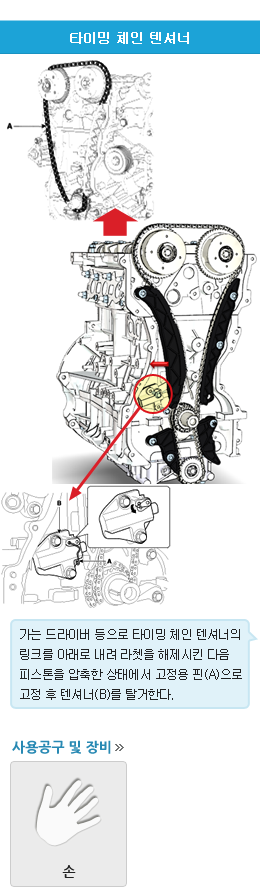 타이밍 체인 텐셔너
A
B
A
가는 드라이버 등으로 타이밍 체인 텐셔너의
링크를 아래로 내려 라쳇을 해제시킨 다음
피스톤을 압축한 상태에서 고정용 핀(A)으로
고정 후 텐셔너(B)를 탈거한다.
사용공구 및 장비 »
손